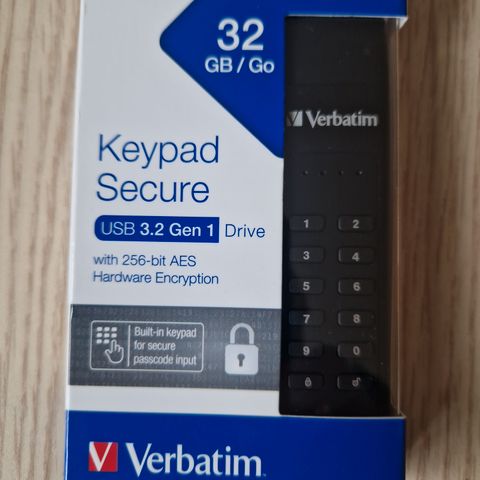 32
GB / Go
Verbatim
Keypad
Secure
USB 3.2 Gen 1 Drive
with 256-bit AES
Hardware Encryption
Built-in keypad
for secure
passcode input
1 2
3 4
5 6
7 8
9 0
Verbatim